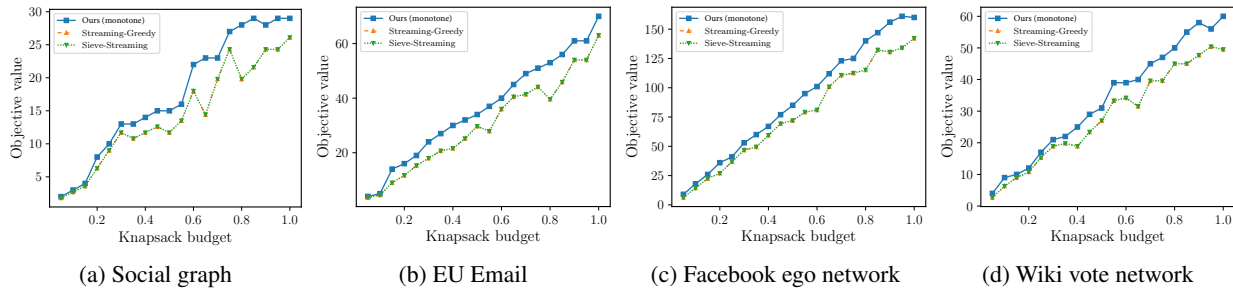 30
25
20
15
10
5
Objective value
Ours (monotone)
Streaming-Greedy
Sieve-Streaming
0.2 0.4 0.6 0.8 1.0
Knapsack budget
(a) Social graph
60
40
20
Objective value
Ours (monotone)
Streaming-Greedy
Sieve-Streaming
0.2 0.4 0.6 0.8 1.0
Knapsack budget
(b) EU Email
150
125
100
75
50
25
0
Objective value
Ours (monotone)
Streaming-Greedy
Sieve-Streaming
0.2 0.4 0.6 0.8 1.0
Knapsack budget
(c) Facebook ego network
60
50
40
30
20
10
0
Objective value
Ours (monotone)
Streaming-Greedy
Sieve-Streaming
0.2 0.4 0.6 0.8 1.0
Knapsack budget
(d) Wiki vote network